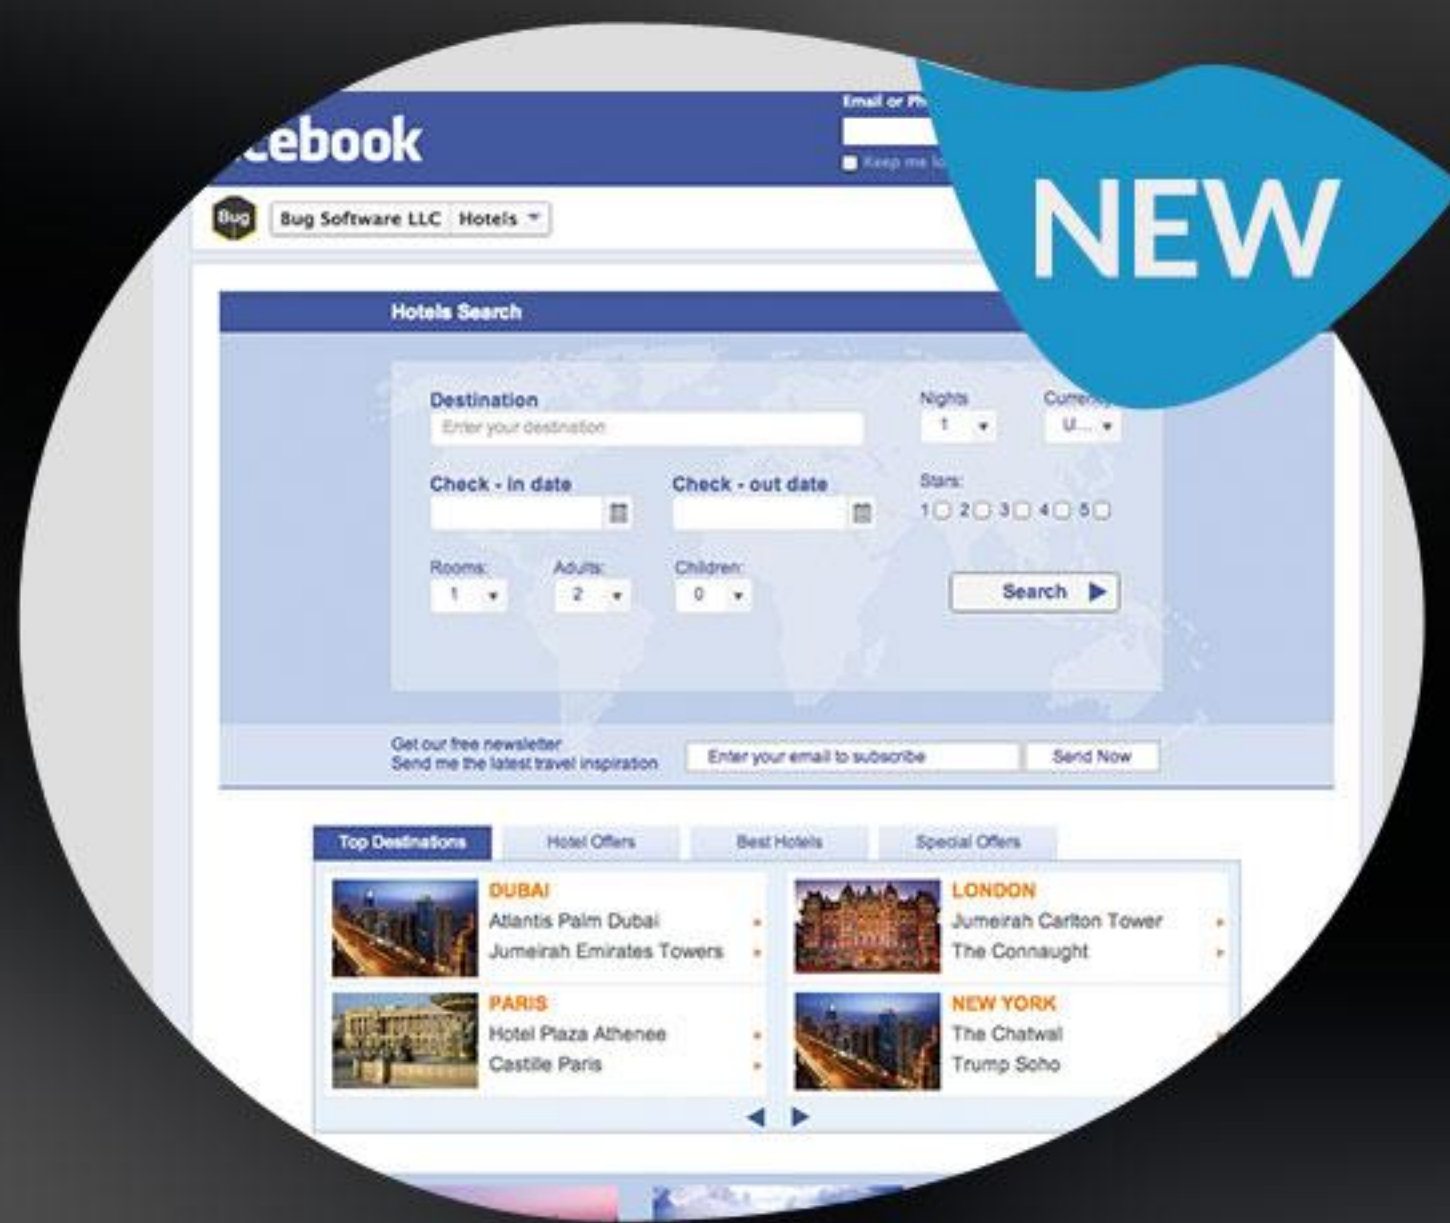 cebook
Email or Ph
Keep me lo
NEW
Bug
Bug Software LLC Hotels
Hotels Search
Destination
Nights
Currency
Enter your destination
1
U...
Check - in date
Check - out date
Stars:
1 2 3 4 5
Rooms:
Adults:
Children:
1
2
0
Search
Get our free newsletter
Send me the latest travel inspiration
Enter your email to subscribe
Send Now
Top Destinations
Hotel Offers
Best Hotels
Special Offers
DUBAI
Atlantis Palm Dubai
Jumeirah Emirates Towers
LONDON
Jumeirah Carlton Tower
The Connaught
PARIS
Hotel Plaza Athenee
Castille Paris
NEW YORK
The Chatwal
Trump Soho